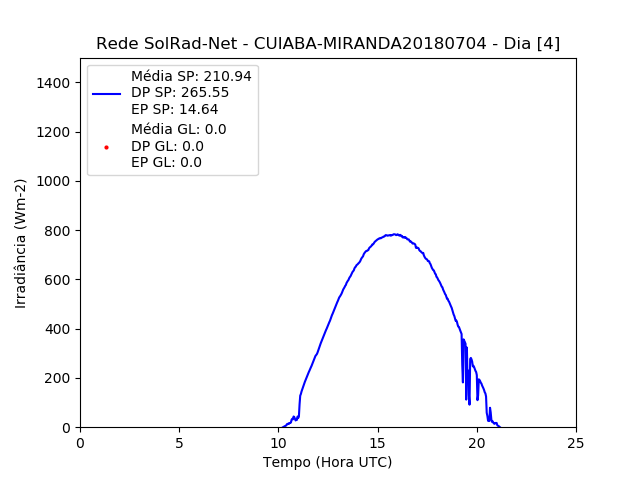 Rede SolRad-Net - CUIABA-MIRANDA20180704 - Dia [4]
Média SP: 210.94
DP SP: 265.55
EP SP: 14.64
Média GL: 0.0
DP GL: 0.0
EP GL: 0.0
Irradiância (Wm-2)
1400
1200
1000
800
600
400
200
0
0 5 10 15 20 25
Tempo (Hora UTC)